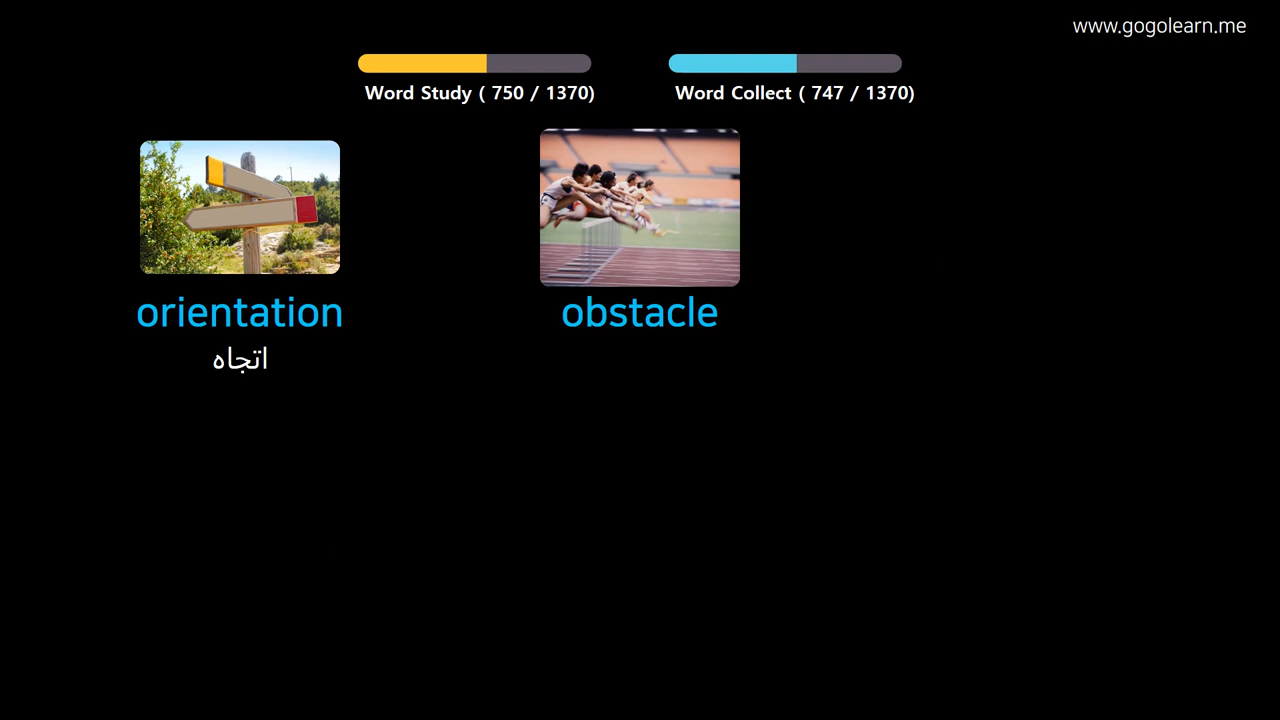 www.gogolearn.me
Word Study ( 750 / 1370)
Word Collect ( 747 / 1370)
orientation
اتجاه
obstacle